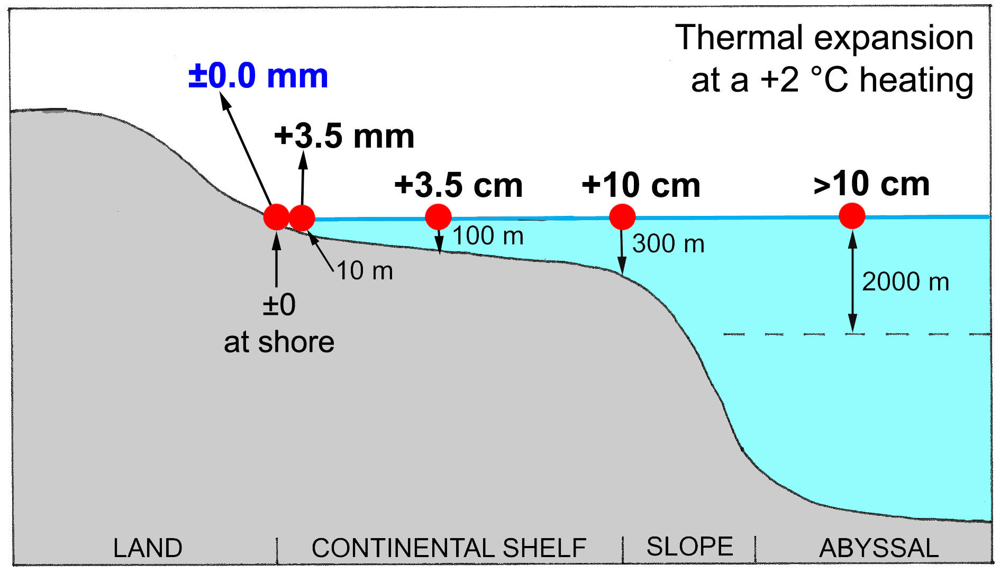 Thermal expansion
at a +2 °C heating
±0.0 mm
+3.5 mm
+3.5 cm
+10 cm
>10 cm
100 m
300 m
10 m
2000 m
±0
at shore
LAND
CONTINENTAL SHELF
SLOPE
ABYSSAL